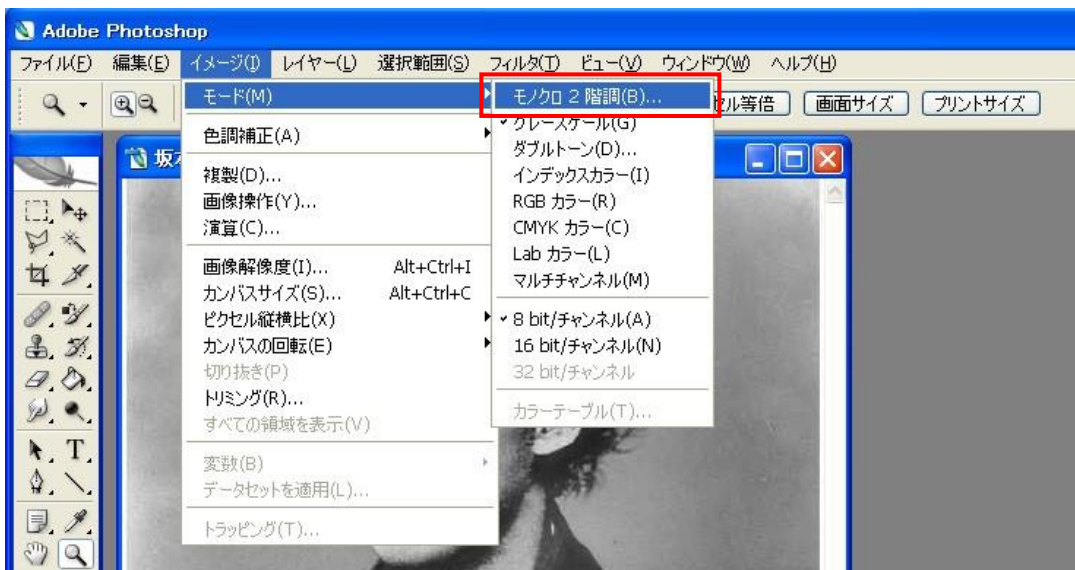 Adobe Photoshop
ファイル(F) 編集(E) イメージ(I) レイヤー(L) 選択範囲(S) フィルタ(T) ビュー(V) ウィンドウ(W) ヘルプ(H)
画面サイズ プリントサイズ
セル等倍
モード(M)
色調補正(A)
複製(D)...
画像操作(Y)...
演算(C)...
画像解像度(I)... Alt+Ctrl+I
カンバスサイズ(S)... Alt+Ctrl+C
ピクセル縦横比(X)
カンバスの回転(E)
切り抜き(P)
トリミング(R)...
すべての領域を表示(V)
変数(B)
データセットを適用(L)...
トラッピング(T)...
モノクロ 2 階調(B)...
グレースケール(G)
ダブルトーン(D)...
インデックスカラー(I)
RGB カラー(R)
CMYK カラー(C)
Lab カラー(L)
マルチチャンネル(M)
8 bit/チャンネル(A)
16 bit/チャンネル(N)
32 bit/チャンネル
カラーテーブル(T)...
坂